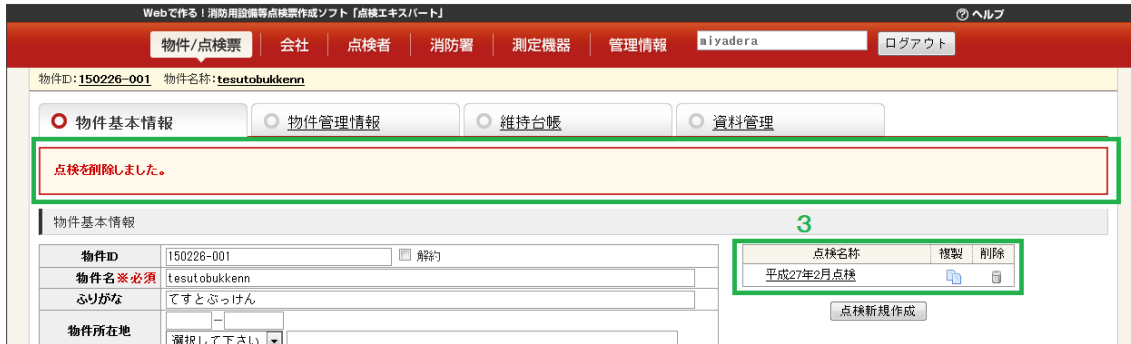 Webで作る！消防用設備等点検票作成ソフト「点検エキスパート」 ? ヘルプ
物件/点検票 会社 点検者 消防署 測定機器 管理情報 miyadera ログアウト
物件ID:150226-001 物件名称:tesutobukkenn
物件基本情報 物件管理情報 維持台帳 資料管理
点検を削除しました。
物件基本情報
3
物件ID 150226-001 解約
点検名称 複製 削除
物件名※必須 tesutobukkenn
平成27年2月点検
ふりがな てすとぶっけん
点検新規作成
物件所在地 －
選択して下さい